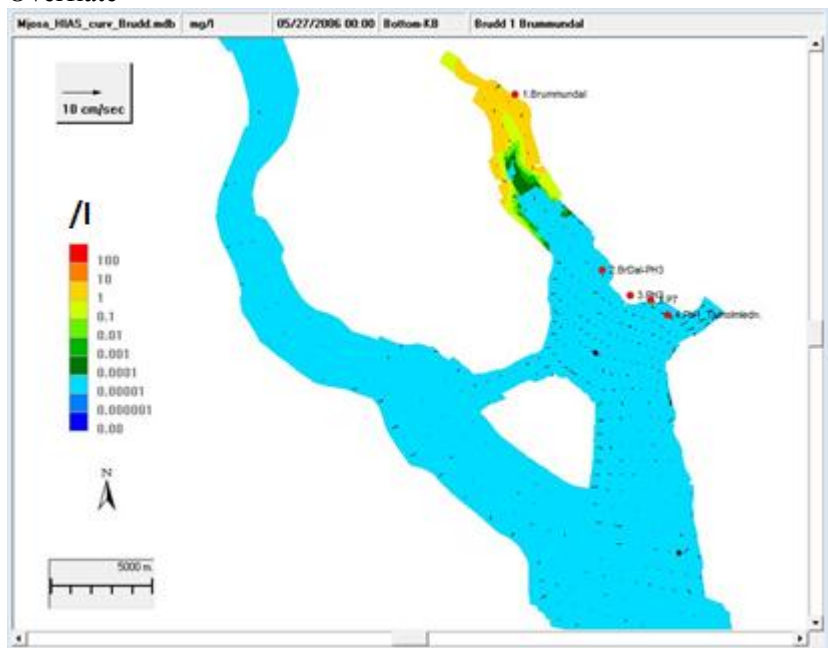 Overflate
Mjosa_HIAS_curv_Brudd.mdb mg/l 05/27/2006 00:00 Bottom-KB Brudd 1 Brummundal
10 cm/sec
1.Brummundal
/l
100
10
1
0.1
0.01
0.001
0.0001
0.00001
0.000001
0.00
2.BrDal-PH3
N
5000 m.